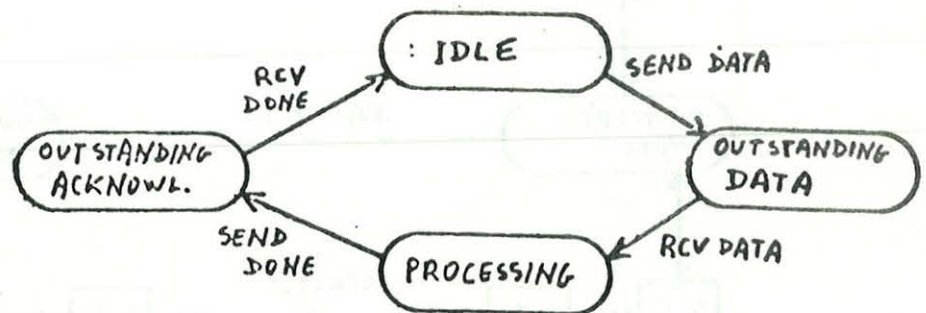 : IDLE
RCV
DONE
SEND DATA
OUTSTANDING
ACKNOWL.
OUTSTANDING
DATA
SEND
DONE
PROCESSING
RCV DATA